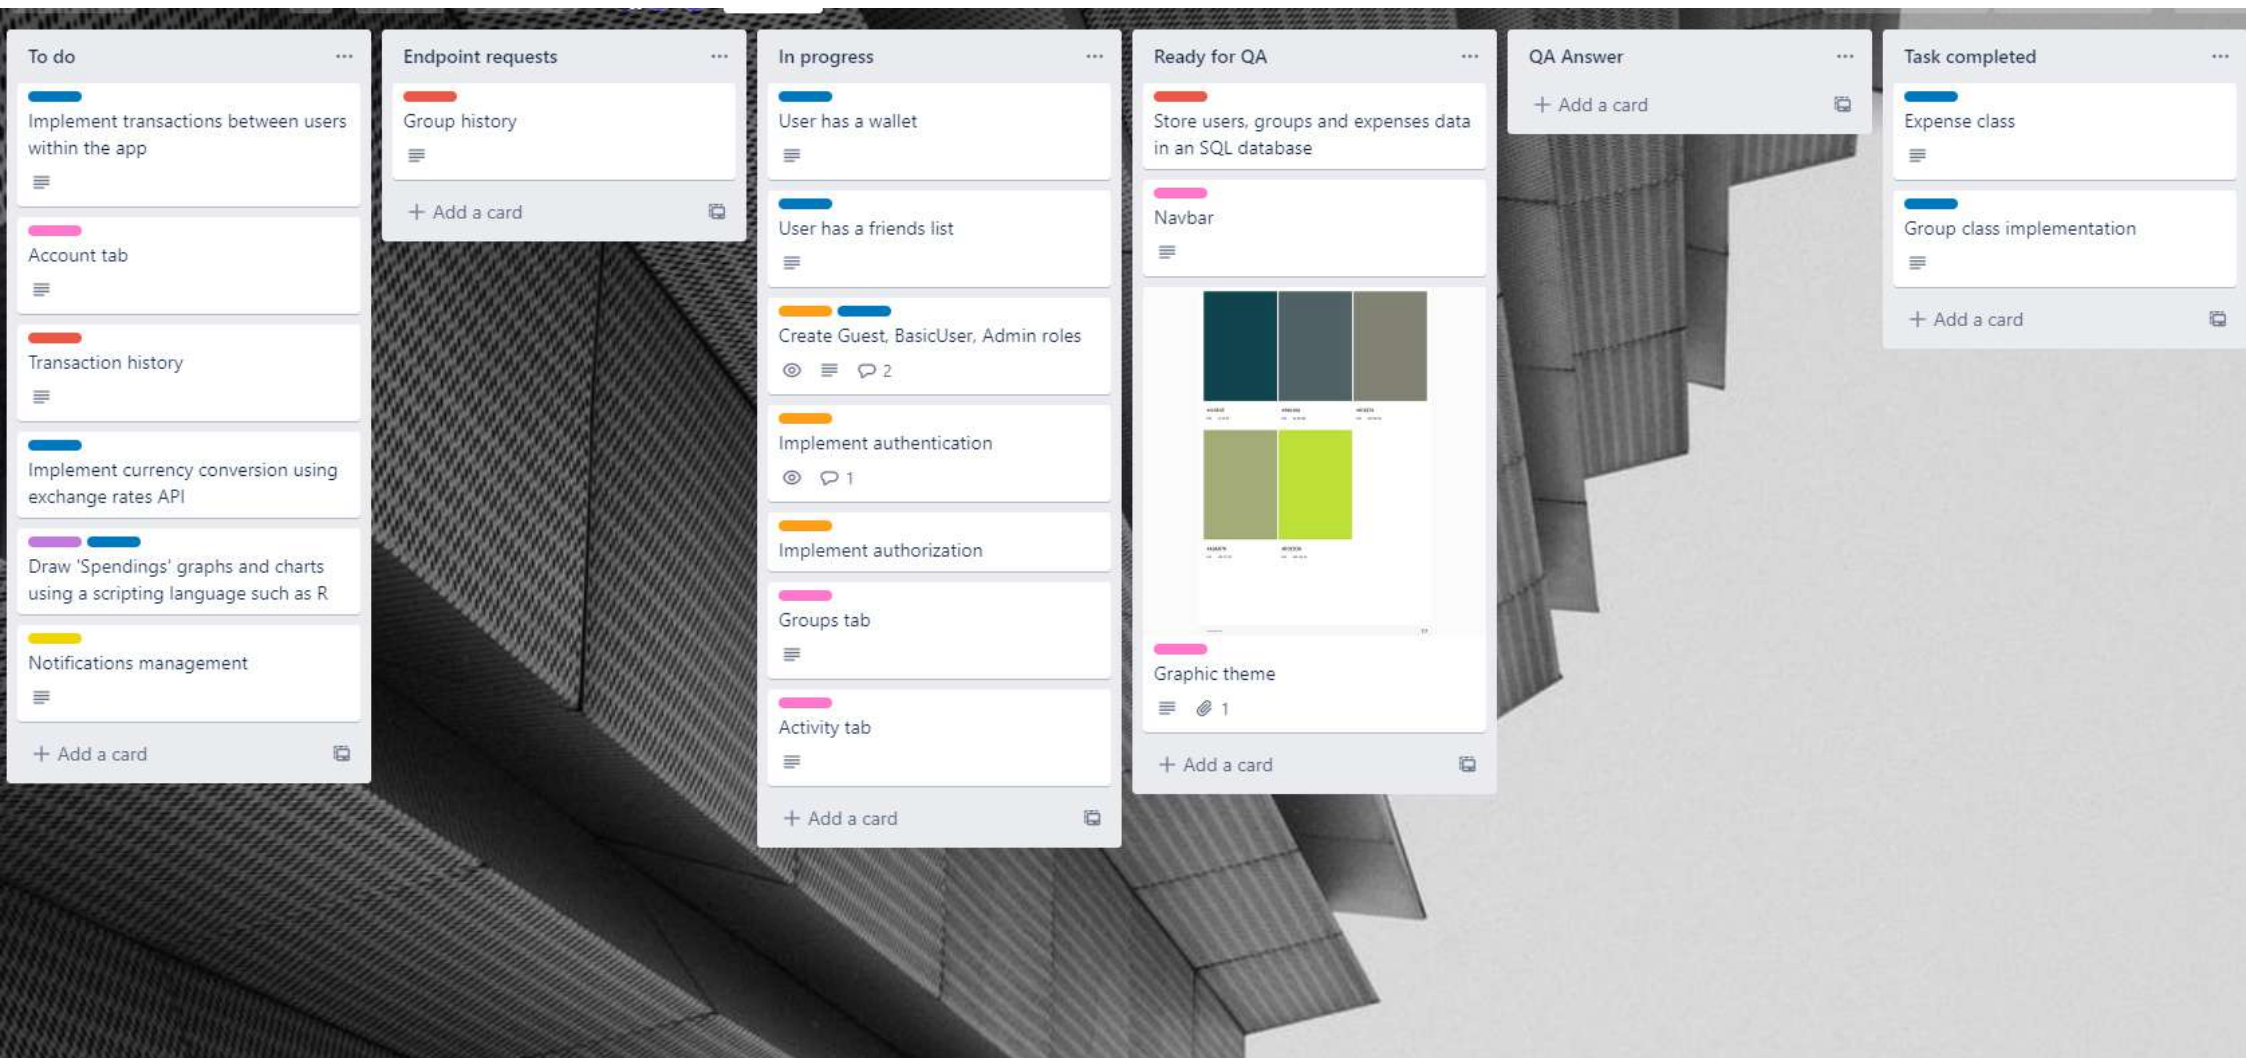 To do
Implement transactions between users
within the app
Account tab
Transaction history
Implement currency conversion using
exchange rates API
Draw 'Spendings' graphs and charts
using a scripting language such as R
Notifications management
+ Add a card
Endpoint requests
Group history
+ Add a card
In progress
User has a wallet
User has a friends list
Create Guest, BasicUser, Admin roles
2
Implement authentication
1
Implement authorization
Groups tab
Activity tab
+ Add a card
Ready for QA
Store users, groups and expenses data
in an SQL database
Navbar
Graphic theme
1
+ Add a card
QA Answer
+ Add a card
Task completed
Expense class
Group class implementation
+ Add a card